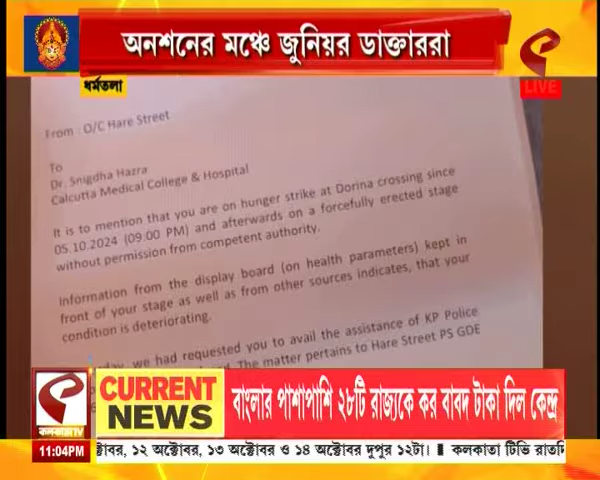 অনশনের মঞ্চে জুনিয়র ডাক্তাররা
LIVE
ধর্মতলা
From : O/C Hare Street
To
Dr. Snigdha Hazra
Calcutta Medical College & Hospital
It is to mention that you are on hunger strike at Dorina crossing since
05.10.2024 (09.00 PM) and afterwards on a forcefully erected stage
without permission from competent authority.
Information from the display board (on health parameters) kept in
front of your stage as well as from other sources indicates, that your
condition is deteriorating.
we had requested you to avail the assistance of KP Police
The matter pertains to Hare Street PS GDE
কলকাতা TV
CURRENT
NEWS
বাংলার পাশাপাশি ২৮টি রাজ্যকে কর বাবদ টাকা দিল কেন্দ্র
11:04PM
১২ অক্টোবর, ১৩ অক্টোবর ও ১৪ অক্টোবর দুপুর ১২টা। কলকাতা টিভি